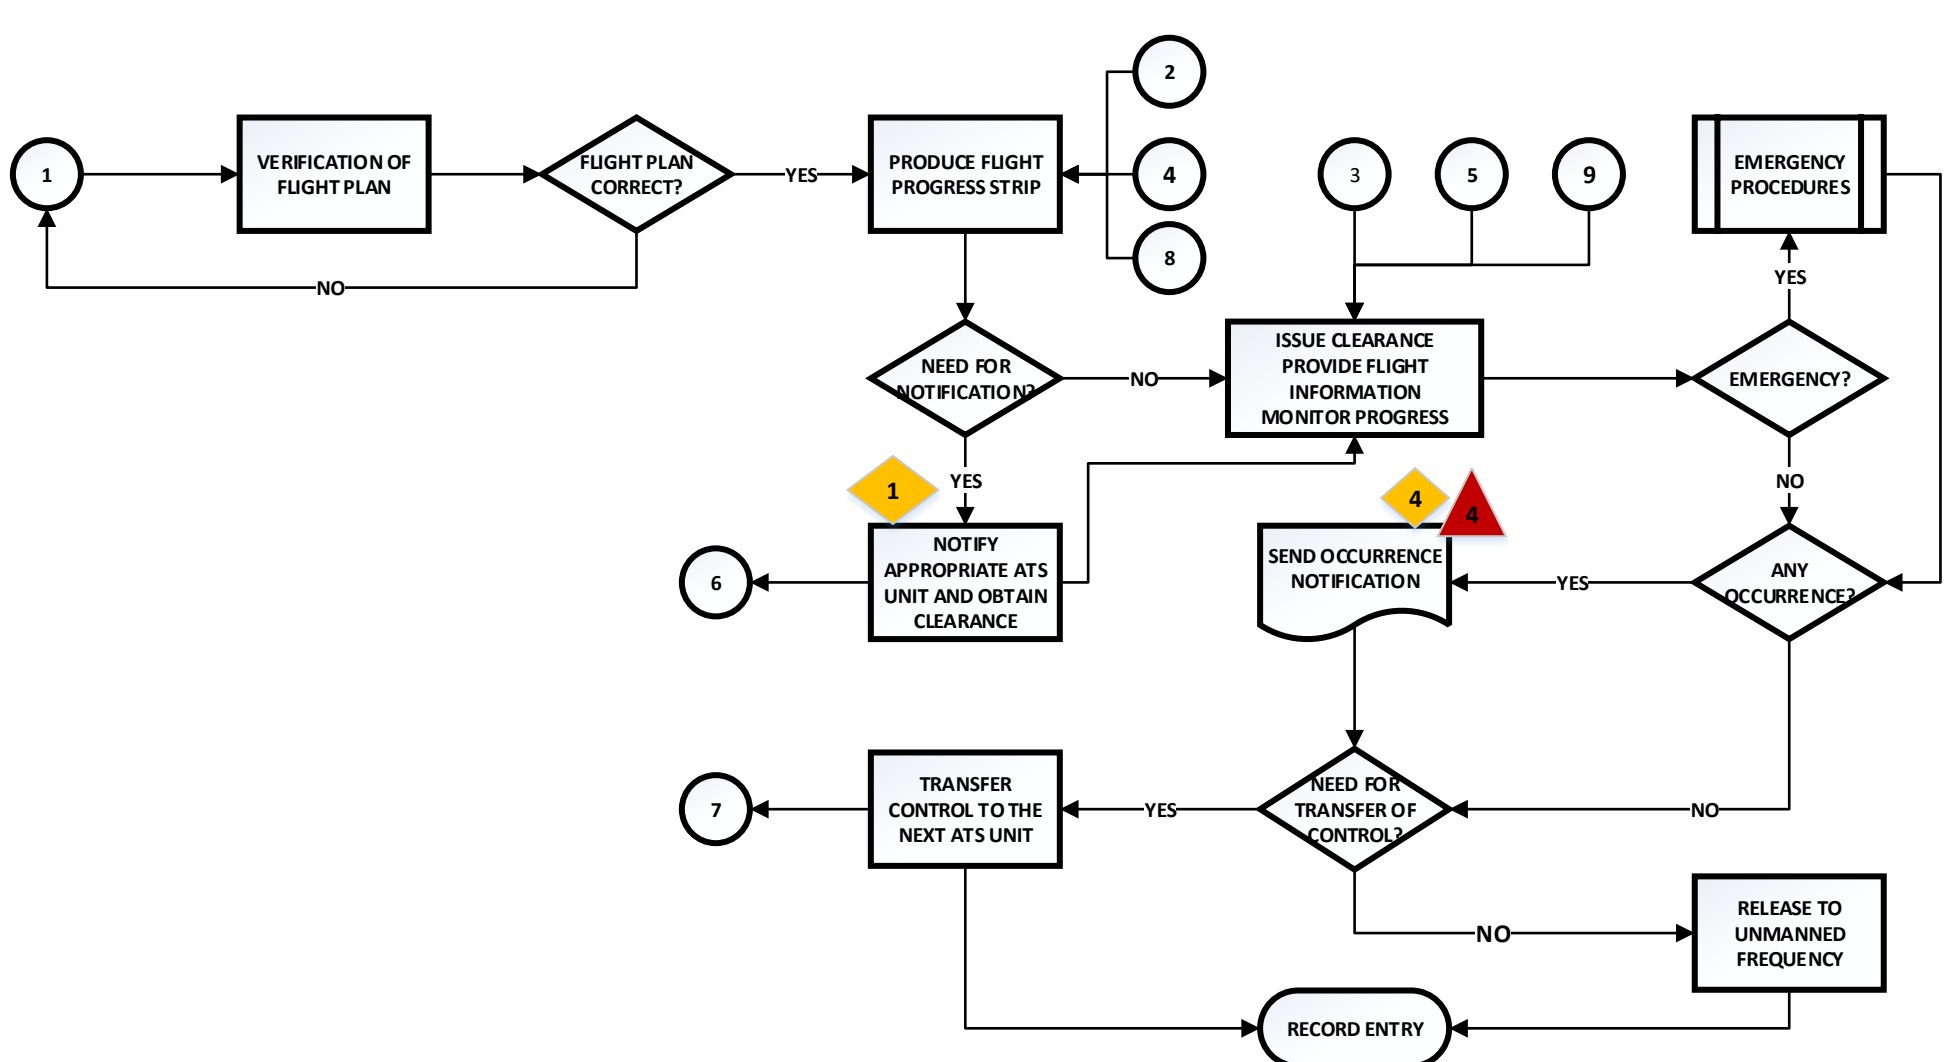 1
VERIFICATION OF
FLIGHT PLAN
FLIGHT PLAN
CORRECT?
YES
NO
PRODUCE FLIGHT
PROGRESS STRIP
2
4
8
3
5
9
EMERGENCY
PROCEDURES
YES
NEED FOR
NOTIFICATION?
NO
ISSUE CLEARANCE
PROVIDE FLIGHT
INFORMATION
MONITOR PROGRESS
EMERGENCY?
YES
NO
1
NOTIFY
APPROPRIATE ATS
UNIT AND OBTAIN
CLEARANCE
6
4
4
SEND OCCURRENCE
NOTIFICATION
YES
ANY
OCCURRENCE?
NO
NEED FOR
TRANSFER OF
CONTROL?
YES
TRANSFER
CONTROL TO THE
NEXT ATS UNIT
7
NO
RELEASE TO
UNMANNED
FREQUENCY
RECORD ENTRY